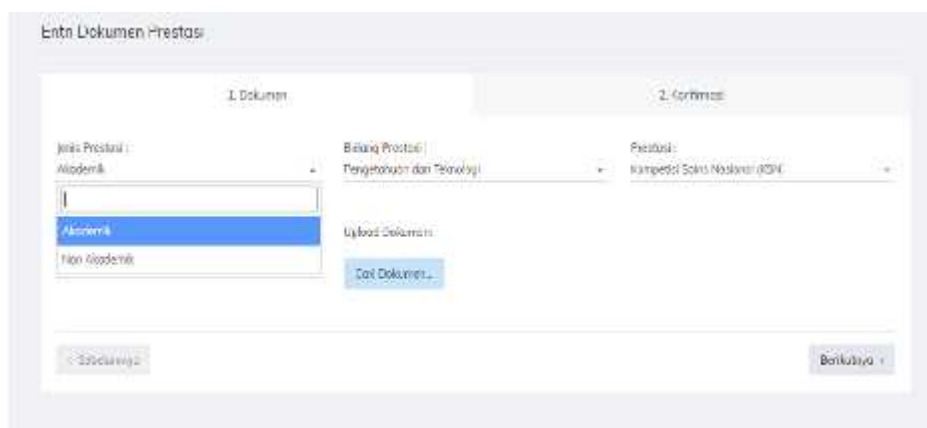 Entri Dokumen Prestasi
1. Dokumen
2. Konfirmasi
Jenis Prestasi :
Akademik
Bidang Prestasi :
Pengetahuan dan Teknologi
Prestasi :
Kompetisi Sains Nasional (KSN)
Akademik
Non Akademik
Upload Dokumen
Cari Dokumen...
< Sebelumnya
Berikutnya >